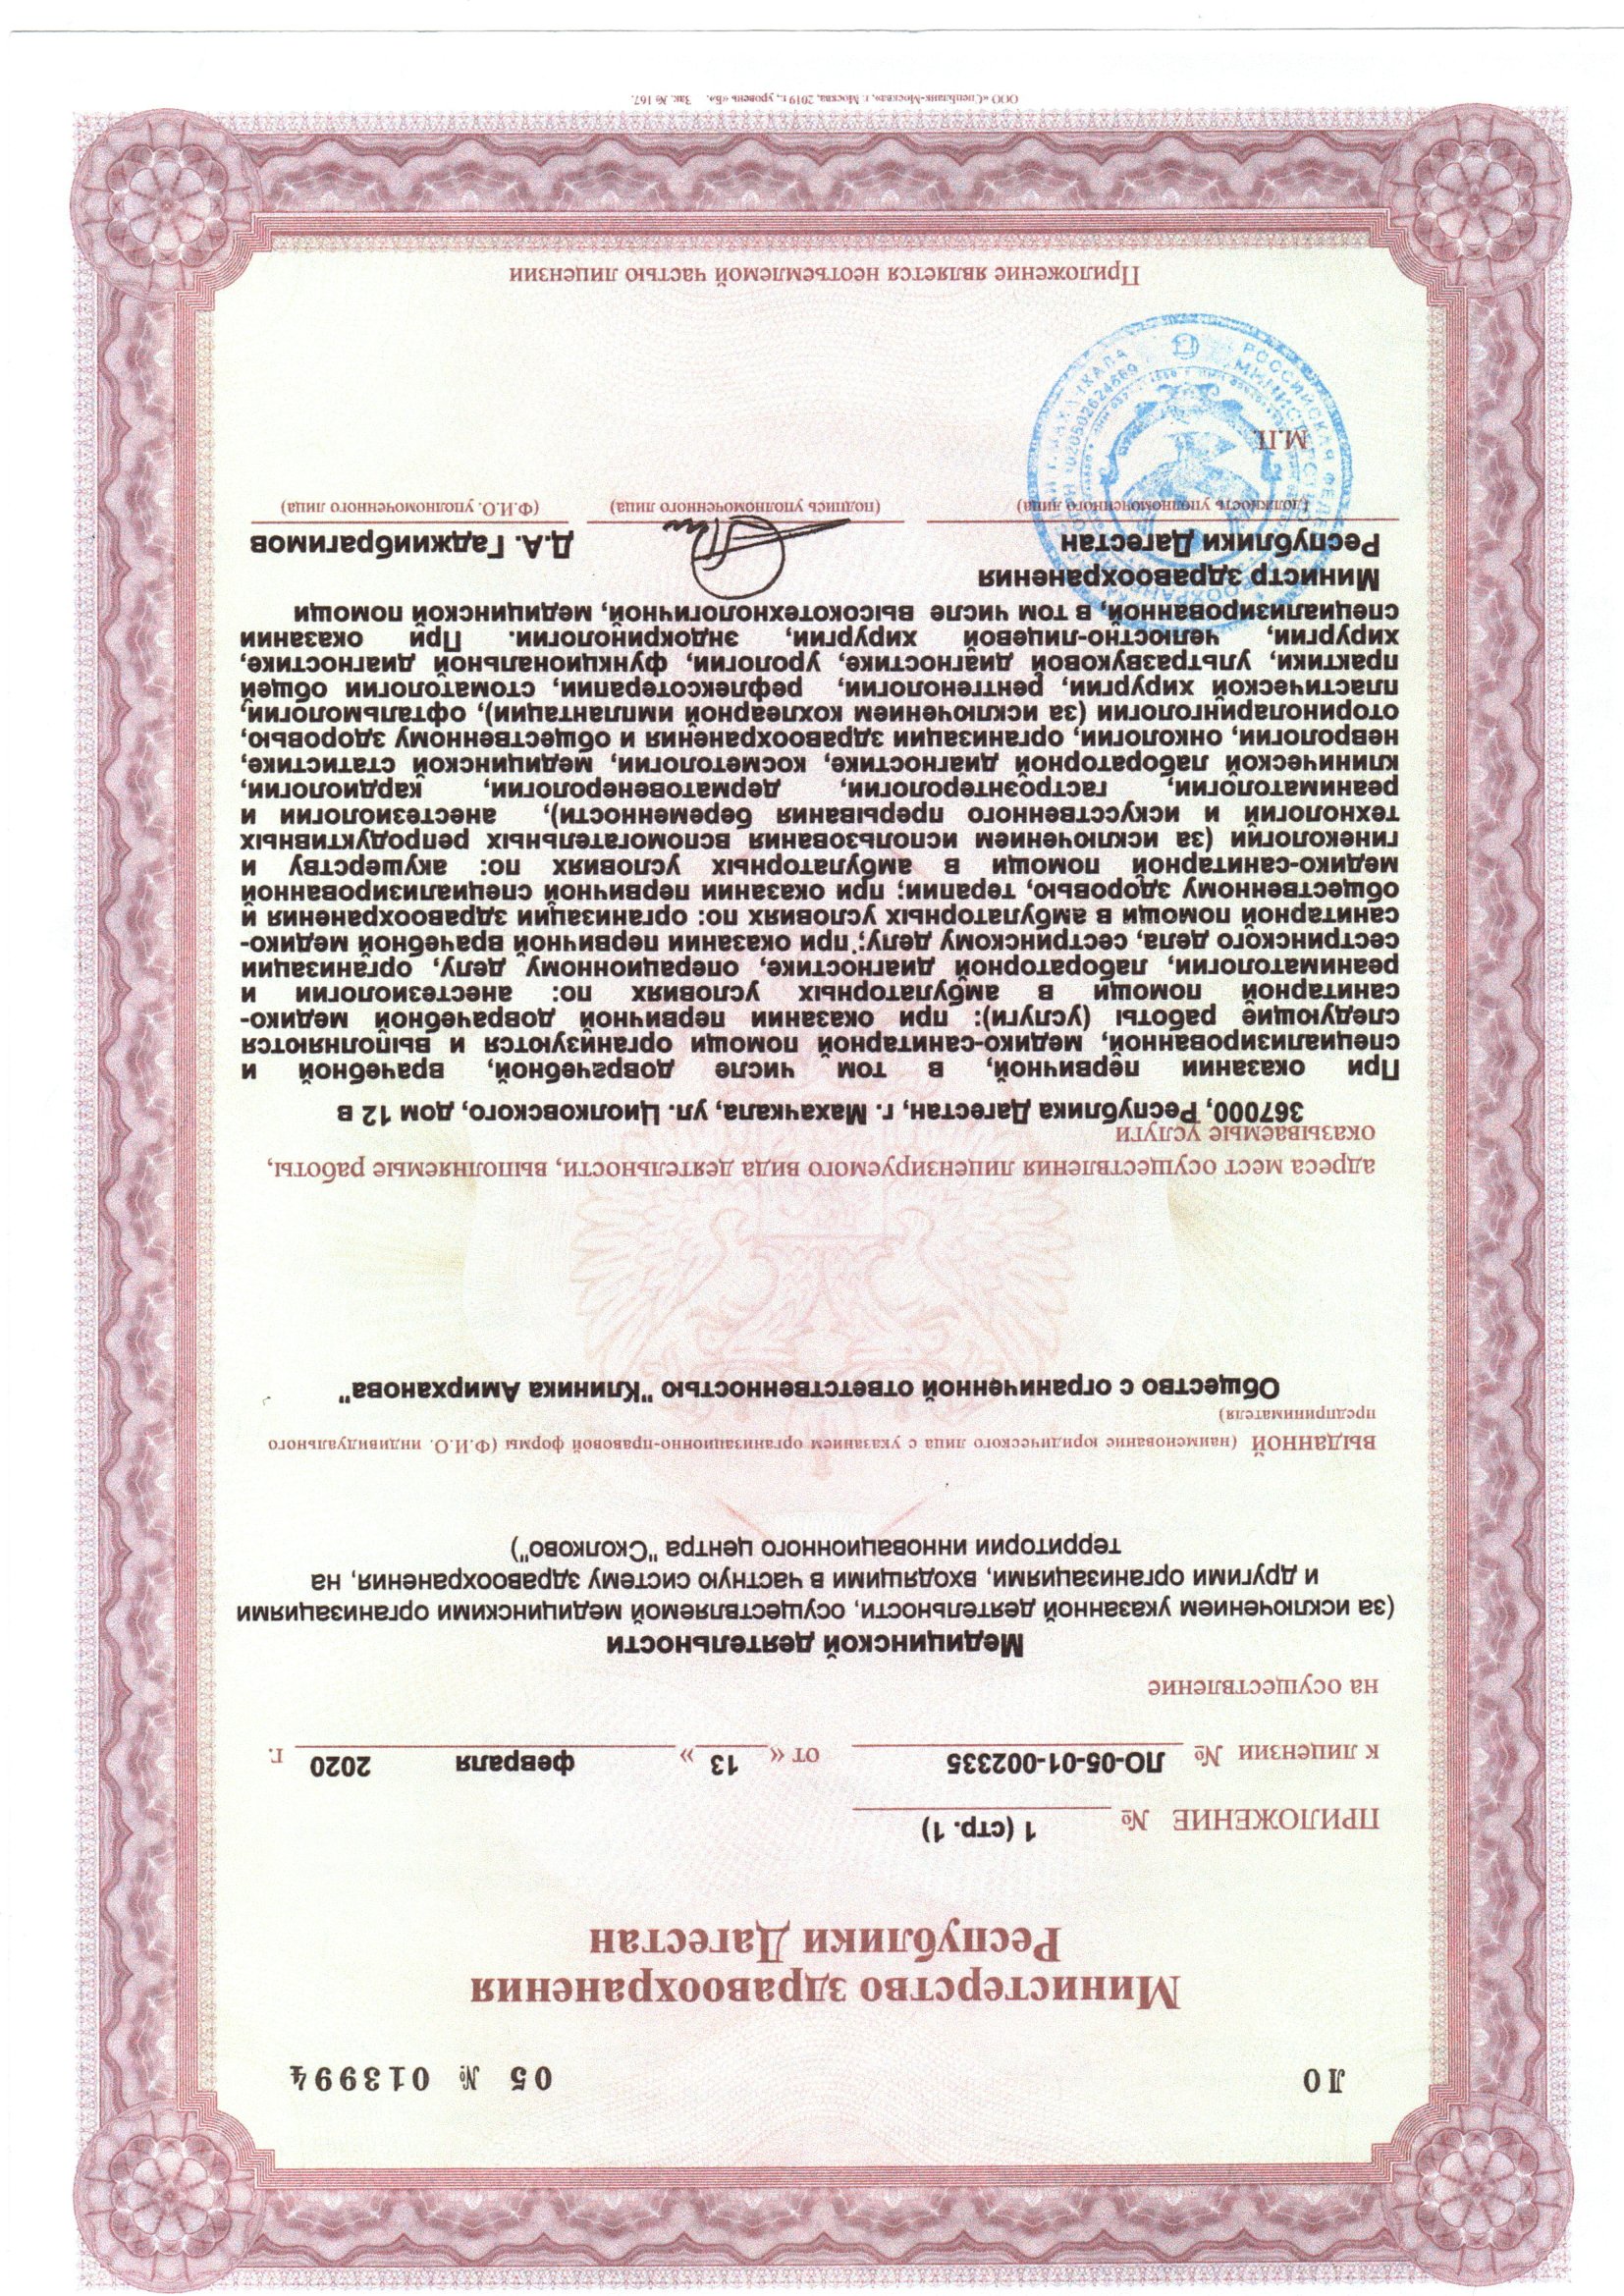 ЛО
05 № 013994
Министерство здравоохранения
Республики Дагестан
ПРИЛОЖЕНИЕ № 1 (стр. 1)
к лицензии № ЛО-05-01-002335 от « 13 » февраля 2020 г.
на осуществление
Медицинской деятельности
(за исключением указанной деятельности, осуществляемой медицинскими организациями
и другими организациями, входящими в частную систему здравоохранения, на
территории инновационного центра "Сколково")
выданной (наименование юридического лица с указанием организационно-правовой формы (Ф.И.О. индивидуального
предпринимателя)
Общество с ограниченной ответственностью "Клиника Амирханова"
адреса мест осуществления лицензируемого вида деятельности, выполняемые работы,
оказываемые услуги
367000, Республика Дагестан, г. Махачкала, ул. Циолковского, дом 12 в
При оказании первичной, в том числе доврачебной, врачебной и
специализированной, медико-санитарной помощи организуются и выполняются
следующие работы (услуги): при оказании первичной доврачебной медико-
санитарной помощи в амбулаторных условиях по: анестезиологии и
реаниматологии, лабораторной диагностике, операционному делу, организации
сестринского дела, сестринскому делу; при оказании первичной врачебной медико-
санитарной помощи в амбулаторных условиях по: организации здравоохранения и
общественному здоровью, терапии; при оказании первичной специализированной
медико-санитарной помощи в амбулаторных условиях по: акушерству и
гинекологии (за исключением использования вспомогательных репродуктивных
технологий и искусственного прерывания беременности), анестезиологии и
реаниматологии, гастроэнтерологии, дерматовенерологии, кардиологии,
клинической лабораторной диагностике, косметологии, медицинской статистике,
неврологии, онкологии, организации здравоохранения и общественному здоровью,
оториноларингологии (за исключением кохлеарной имплантации), офтальмологии,
пластической хирургии, рентгенологии, рефлексотерапии, стоматологии общей
практики, ультразвуковой диагностике, урологии, функциональной диагностике,
хирургии, челюстно-лицевой хирургии, эндокринологии. При оказании
специализированной, в том числе высокотехнологичной, медицинской помощи
Министр здравоохранения
Республики Дагестан
Д.А. Гаджиибрагимов
(должность уполномоченного лица) (подпись уполномоченного лица) (Ф.И.О. уполномоченного лица)
М.П.
Приложение является неотъемлемой частью лицензии
ООО «СпецБланк-Москва», г. Москва, 2019 г., уровень «Б». Зак. № 167.